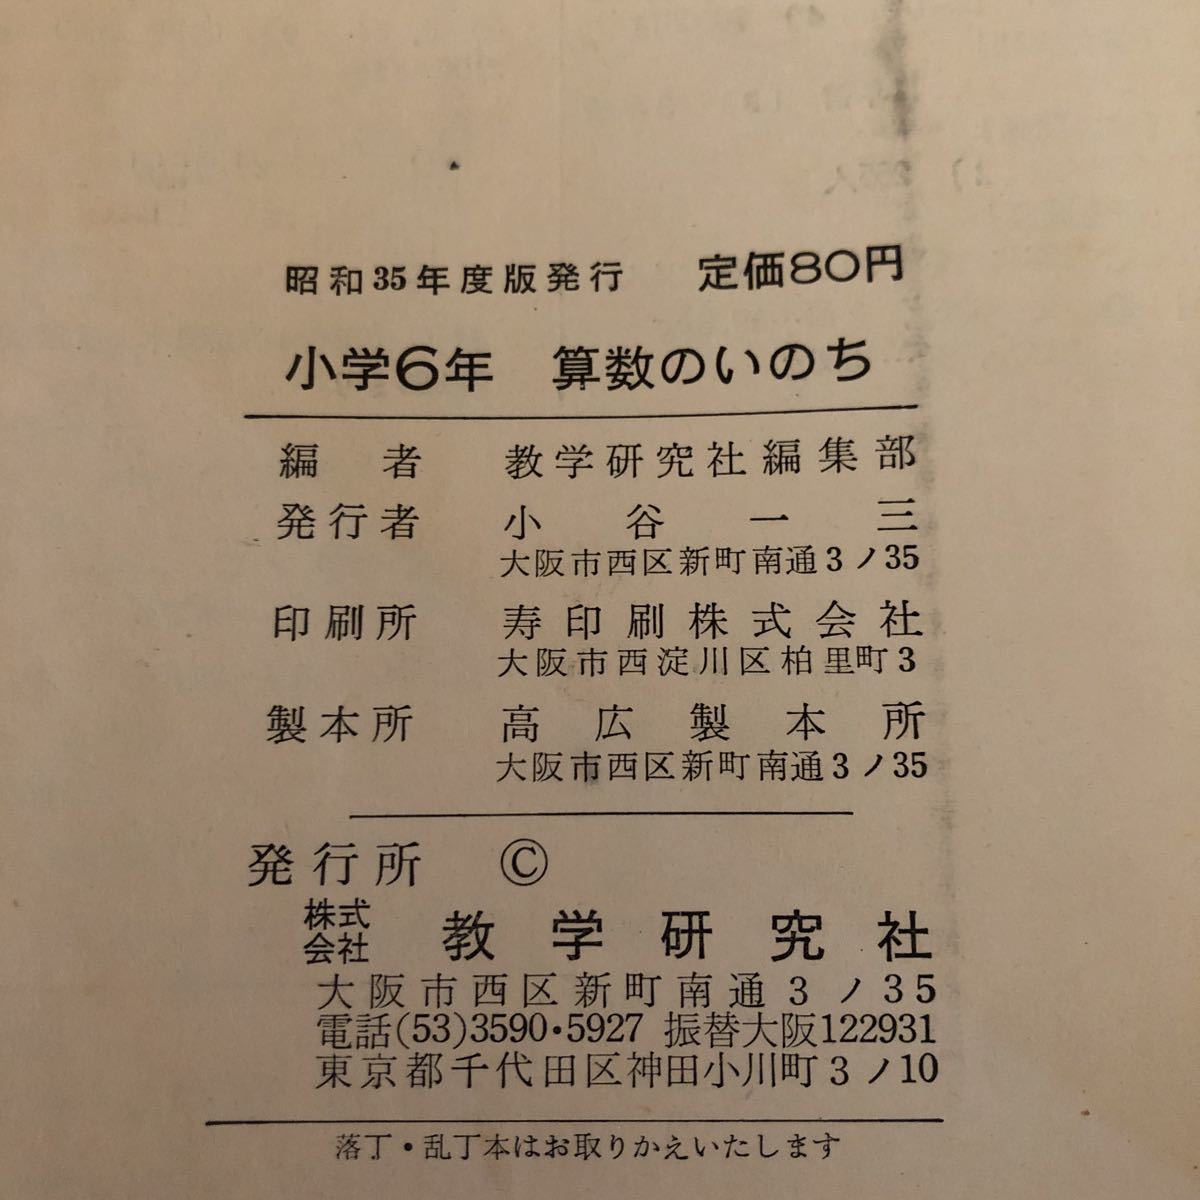 昭和35年度版発行 定価80円
小学6年 算数のいのち
編者 教学研究社編集部
発行者 小谷一三
大阪市西区新町南通3ノ35
印刷所 寿印刷株式会社
大阪市西淀川区柏里町3
製本所 高広製本所
大阪市西区新町南通3ノ35
発行所 ©
株式会社 教学研究社
大阪市西区新町南通3ノ35
電話(53)3590・5927 振替大阪122931
東京都千代田区神田小川町3ノ10
落丁・乱丁本はお取りかえいたします